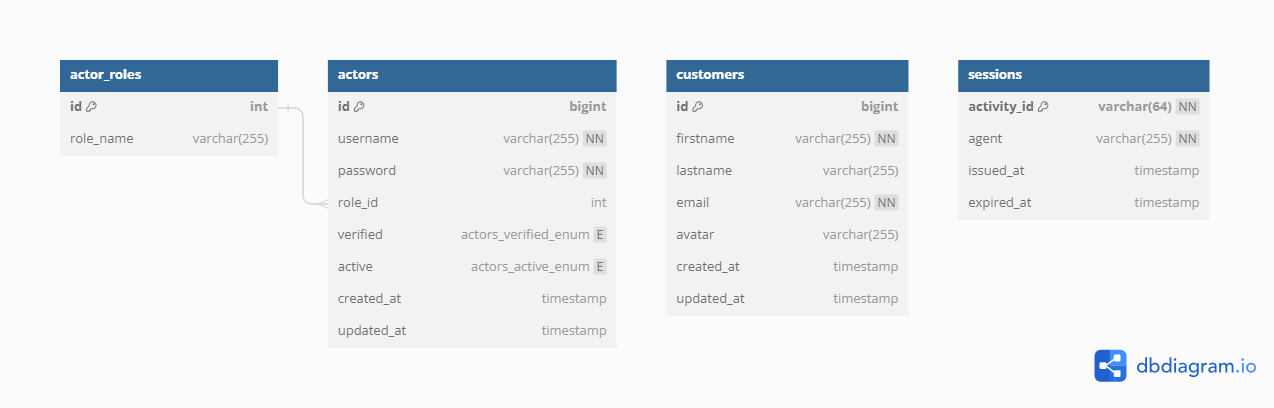 actor_roles
id int
role_name varchar(255)
actors
id bigint
username varchar(255) NN
password varchar(255) NN
role_id int
verified actors_verified_enum E
active actors_active_enum E
created_at timestamp
updated_at timestamp
customers
id bigint
firstname varchar(255) NN
lastname varchar(255)
email varchar(255) NN
avatar varchar(255)
created_at timestamp
updated_at timestamp
sessions
activity_id varchar(64) NN
agent varchar(255) NN
issued_at timestamp
expired_at timestamp
dbdiagram.io